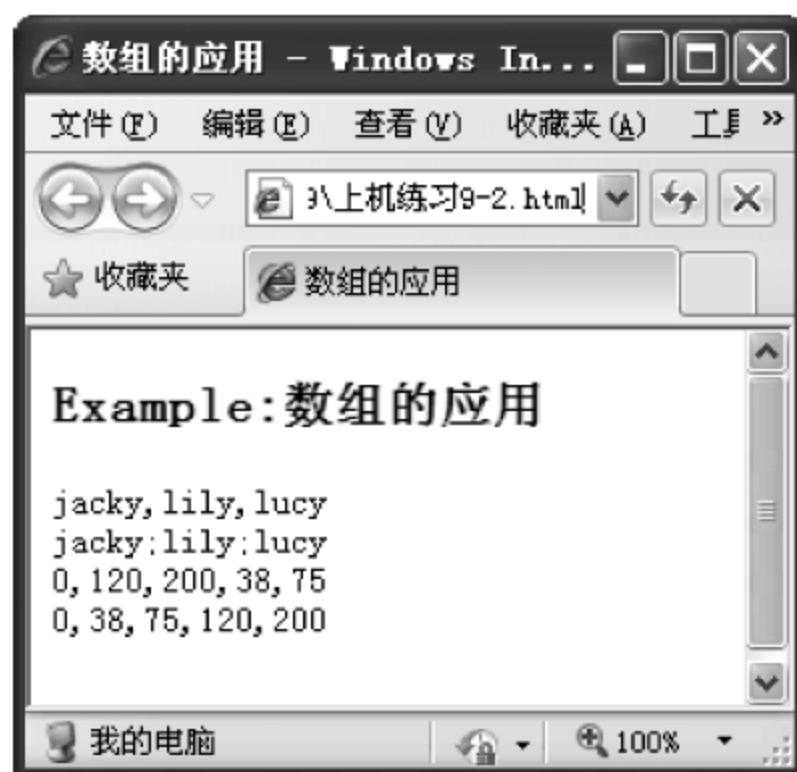 数组的应用 - Windows In...
文件(F) 编辑(E) 查看(V) 收藏夹(A) 工具 »
9\上机练习9-2.html
收藏夹 数组的应用
Example:数组的应用
jacky,lily,lucy
jacky:lily:lucy
0,120,200,38,75
0,38,75,120,200
我的电脑 100%